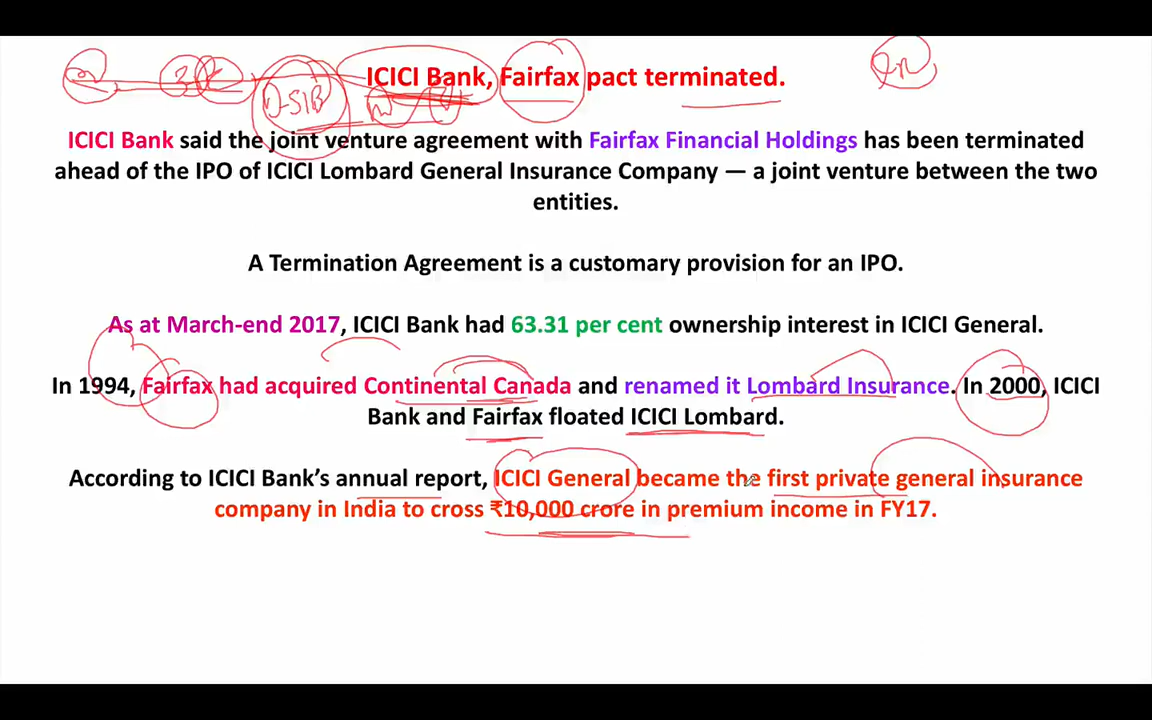 ICICI Bank, Fairfax pact terminated.
D-SIB
ICICI Bank said the joint venture agreement with Fairfax Financial Holdings has been terminated
ahead of the IPO of ICICI Lombard General Insurance Company — a joint venture between the two
entities.
A Termination Agreement is a customary provision for an IPO.
As at March-end 2017, ICICI Bank had 63.31 per cent ownership interest in ICICI General.
In 1994, Fairfax had acquired Continental Canada and renamed it Lombard Insurance. In 2000, ICICI
Bank and Fairfax floated ICICI Lombard.
According to ICICI Bank’s annual report, ICICI General became the first private general insurance
company in India to cross ₹10,000 crore in premium income in FY17.